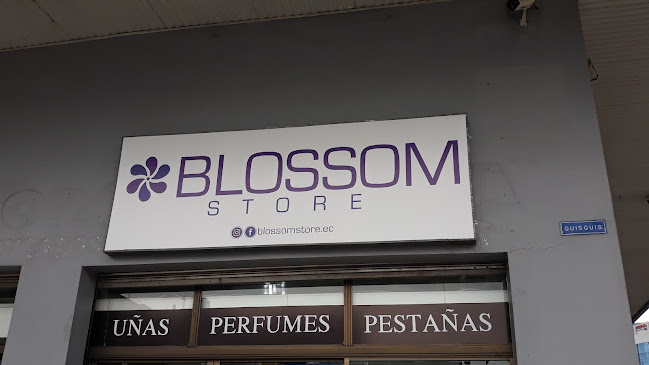 BLOSSOM
STORE
blossomstore.ec
QUISQUIS
UÑAS PERFUMES PESTAÑAS